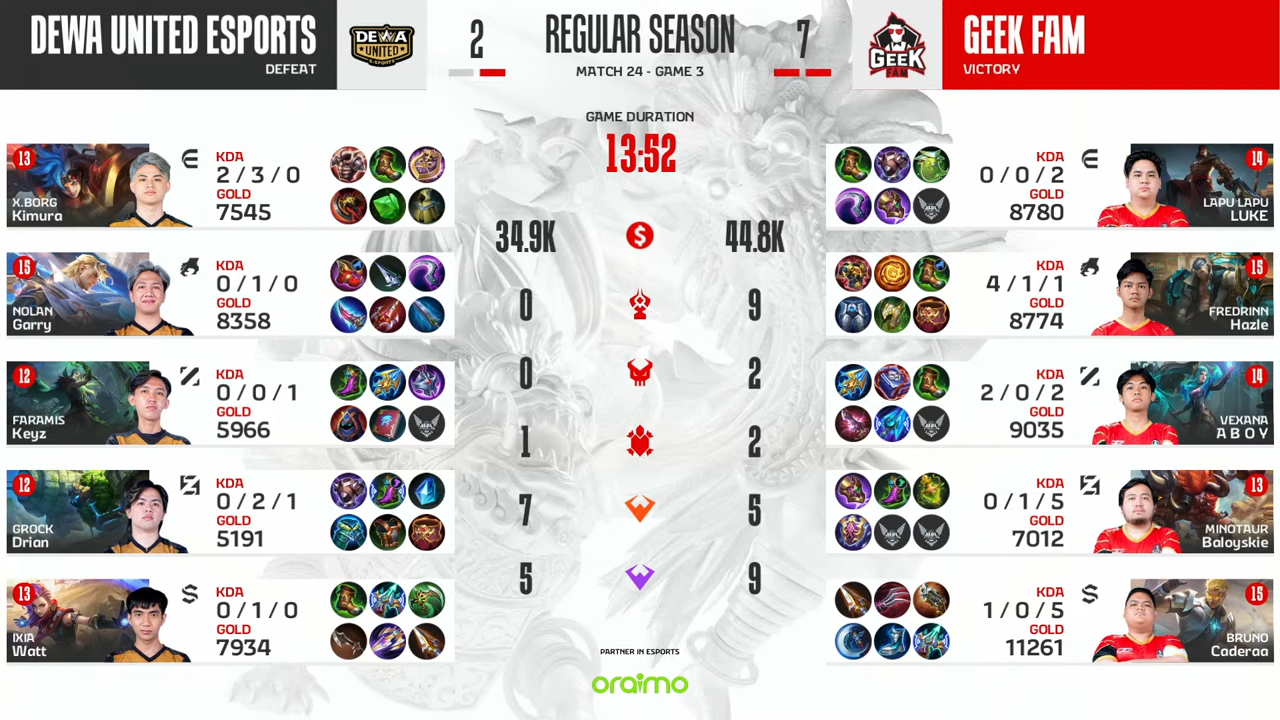 DEWA UNITED ESPORTS
DEFEAT
DEWA
UNITED
E-SPORTS
2
REGULAR SEASON
MATCH 24 - GAME 3
7
GEEK
FAM
GEEK FAM
VICTORY
GAME DURATION
13:52
13
X.BORG
Kimura
KDA
2 / 3 / 0
GOLD
7545
15
NOLAN
Garry
KDA
0 / 1 / 0
GOLD
8358
12
FARAMIS
Keyz
KDA
0 / 0 / 1
GOLD
5966
12
GROCK
Drian
KDA
0 / 2 / 1
GOLD
5191
13
IXIA
Watt
KDA
0 / 1 / 0
GOLD
7934
34.9K
$
44.8K
0
9
0
2
1
2
7
5
5
9
KDA
0 / 0 / 2
GOLD
8780
14
LAPU LAPU
LUKE
KDA
4 / 1 / 1
GOLD
8774
15
FREDRINN
Hazle
KDA
2 / 0 / 2
GOLD
9035
14
VEXANA
A B O Y
KDA
0 / 1 / 5
GOLD
7012
13
MINOTAUR
Baloyskie
KDA
1 / 0 / 5
GOLD
11261
15
BRUNO
Caderaa
PARTNER IN ESPORTS
oraimo